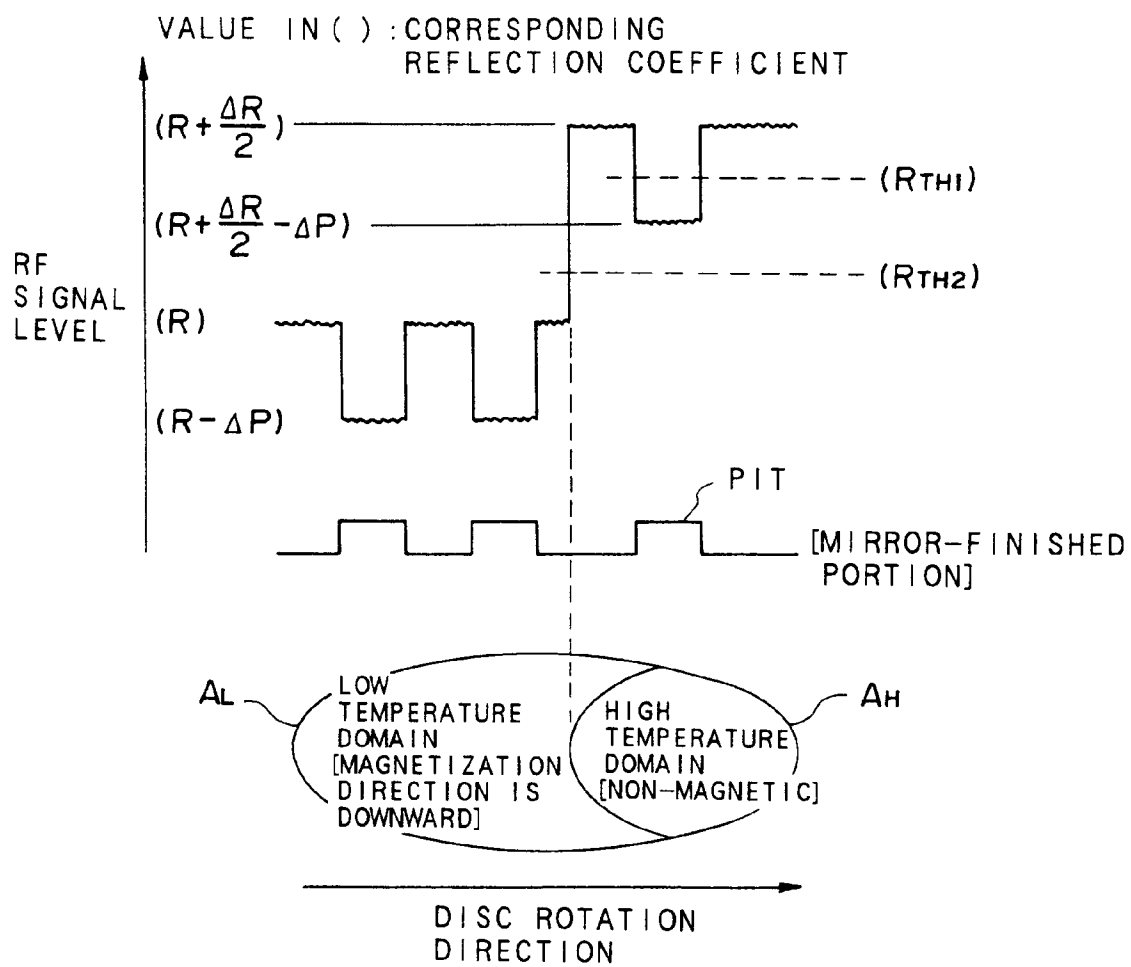 VALUE IN( ):CORRESPONDING
REFLECTION COEFFICIENT
(R+ΔR/2)
(RTH1)
(R+ΔR/2-ΔP)
(RTH2)
RF
SIGNAL
LEVEL
(R)
(R-ΔP)
PIT
[MIRROR-FINISHED
PORTION]
AL
LOW
TEMPERATURE
DOMAIN
[MAGNETIZATION
DIRECTION IS
DOWNWARD]
HIGH
TEMPERATURE
DOMAIN
[NON-MAGNETIC]
AH
DISC ROTATION
DIRECTION